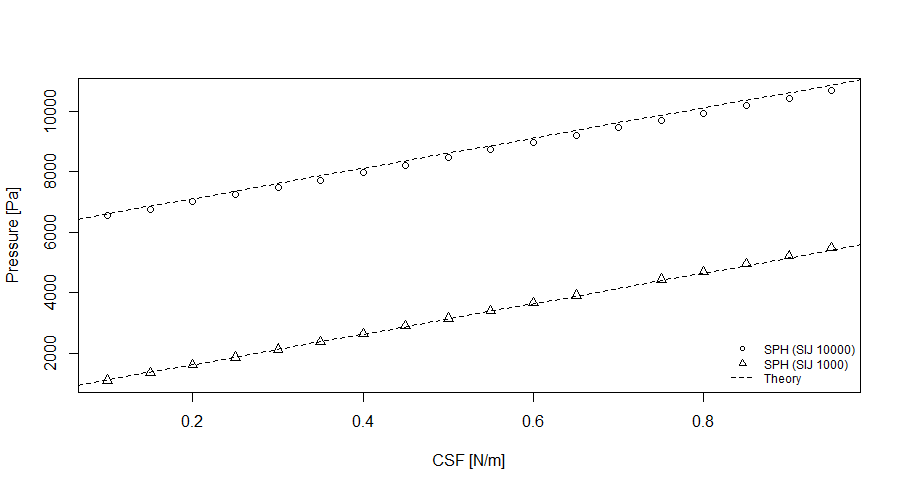 10000
8000
6000
4000
2000
Pressure [Pa]
SPH (SIJ 10000)
SPH (SIJ 1000)
Theory
0.2 0.4 0.6 0.8
CSF [N/m]